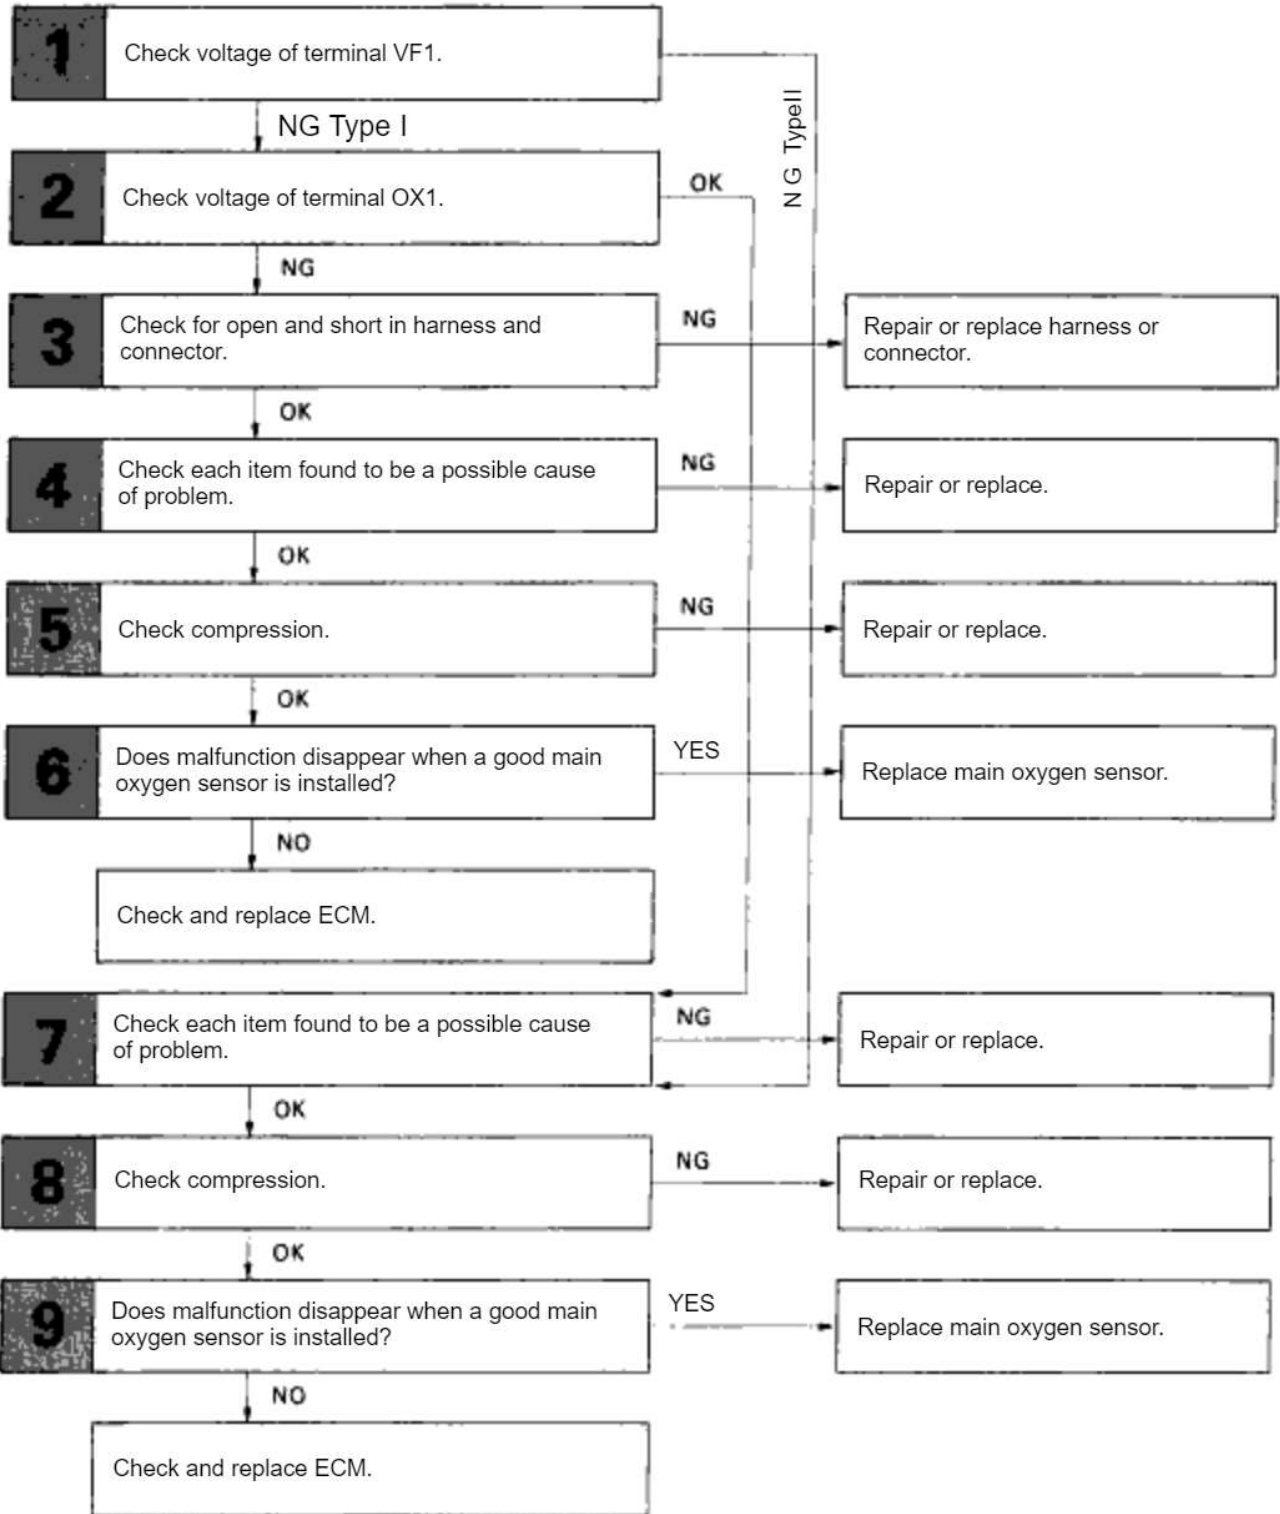 1
Check voltage of terminal VF1.
NG Type I
NG TypeII
2
Check voltage of terminal OX1.
OK
NG
3
Check for open and short in harness and
connector.
NG
Repair or replace harness or
connector.
OK
4
Check each item found to be a possible cause
of problem.
NG
Repair or replace.
OK
5
Check compression.
NG
Repair or replace.
OK
6
Does malfunction disappear when a good main
oxygen sensor is installed?
YES
Replace main oxygen sensor.
NO
Check and replace ECM.
7
Check each item found to be a possible cause
of problem.
NG
Repair or replace.
OK
8
Check compression.
NG
Repair or replace.
OK
9
Does malfunction disappear when a good main
oxygen sensor is installed?
YES
Replace main oxygen sensor.
NO
Check and replace ECM.